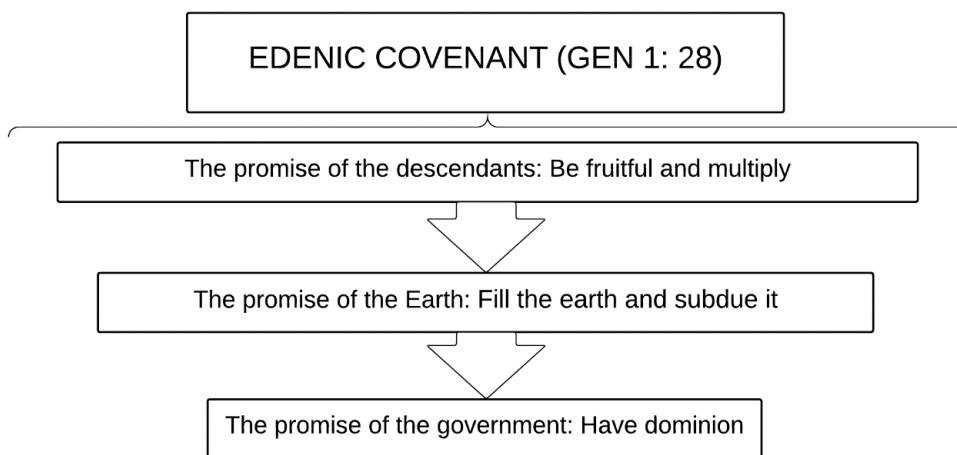 EDENIC COVENANT (GEN 1: 28)
The promise of the descendants: Be fruitful and multiply
The promise of the Earth: Fill the earth and subdue it
The promise of the government: Have dominion